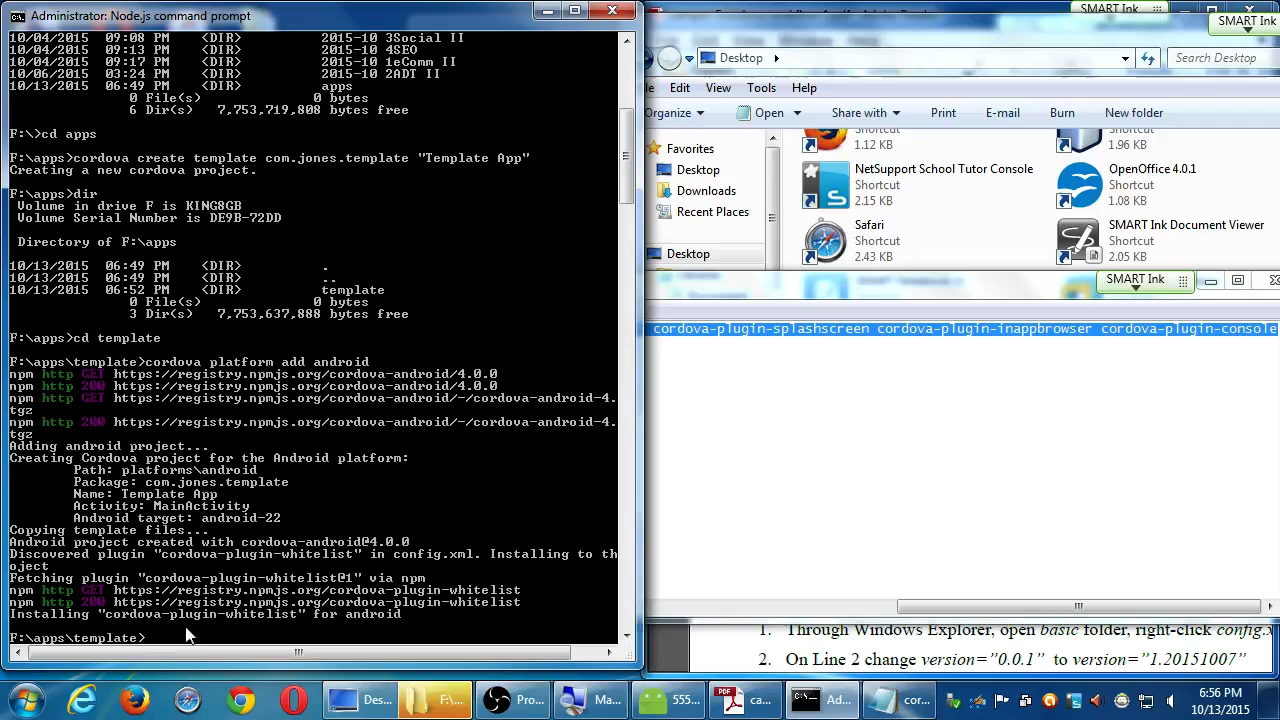 Administrator: Node.js command prompt
10/04/2015 09:08 PM <DIR> 2015-10 3Social II
10/04/2015 09:13 PM <DIR> 2015-10 4SEO
10/04/2015 09:17 PM <DIR> 2015-10 1eComm II
10/06/2015 03:24 PM <DIR> 2015-10 2ADT II
10/13/2015 06:49 PM <DIR> apps
0 File(s) 0 bytes
6 Dir(s) 7,753,719,808 bytes free
F:\>cd apps
F:\apps>cordova create template com.jones.template "Template App"
Creating a new cordova project.
F:\apps>dir
Volume in drive F is KING8GB
Volume Serial Number is DE9B-72DD
Directory of F:\apps
10/13/2015 06:49 PM <DIR> .
10/13/2015 06:49 PM <DIR> ..
10/13/2015 06:52 PM <DIR> template
0 File(s) 0 bytes
3 Dir(s) 7,753,637,888 bytes free
F:\apps>cd template
F:\apps\template>cordova platform add android
npm http GET https://registry.npmjs.org/cordova-android/4.0.0
npm http 200 https://registry.npmjs.org/cordova-android/4.0.0
npm http GET https://registry.npmjs.org/cordova-android/-/cordova-android-4.
tgz
npm http 200 https://registry.npmjs.org/cordova-android/-/cordova-android-4.
tgz
Adding android project...
Creating Cordova project for the Android platform:
Path: platforms\android
Package: com.jones.template
Name: Template App
Activity: MainActivity
Android target: android-22
Copying template files...
Android project created with cordova-android@4.0.0
Discovered plugin "cordova-plugin-whitelist" in config.xml. Installing to th
oject
Fetching plugin "cordova-plugin-whitelist@1" via npm
npm http GET https://registry.npmjs.org/cordova-plugin-whitelist
npm http 200 https://registry.npmjs.org/cordova-plugin-whitelist
Installing "cordova-plugin-whitelist" for android
F:\apps\template>
SMART Ink
SMART Ink
Desktop
Search Desktop
le Edit View Tools Help
Organize Open Share with Print E-mail Burn New folder
Favorites
Desktop
Downloads
Recent Places
Desktop
Shortcut
1.12 KB
Shortcut
1.96 KB
NetSupport School Tutor Console
Shortcut
2.15 KB
OpenOffice 4.0.1
Shortcut
1.08 KB
Safari
Shortcut
2.43 KB
SMART Ink Document Viewer
Shortcut
2.05 KB
SMART Ink
cordova-plugin-splashscreen cordova-plugin-inappbrowser cordova-plugin-console
1. Through Windows Explorer, open basic folder, right-click config.x
2. On Line 2 change version="0.0.1" to version="1.20151007"
Des...
F:\...
Pro...
Ma...
555...
ca...
Ad...
cor...
6:56 PM
10/13/2015